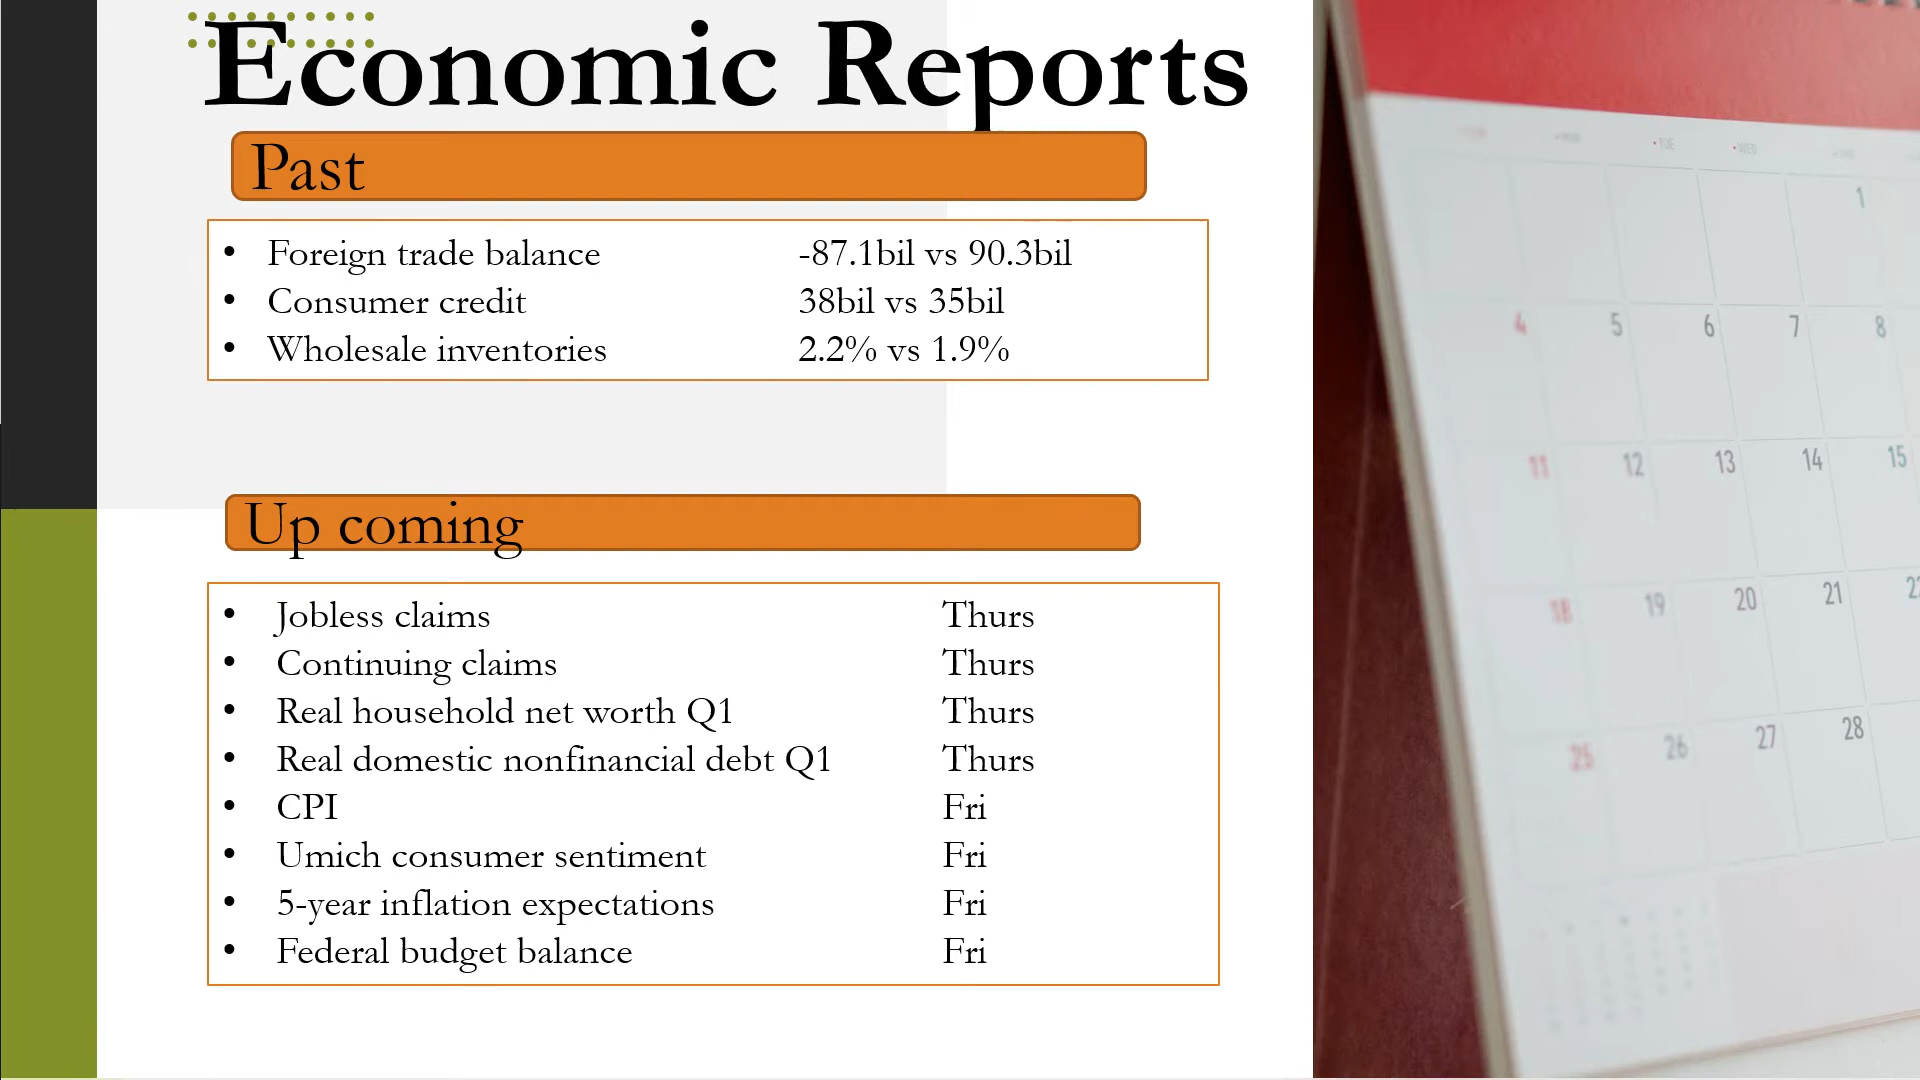 Economic Reports
Past
• Foreign trade balance -87.1bil vs 90.3bil
• Consumer credit 38bil vs 35bil
• Wholesale inventories 2.2% vs 1.9%
Up coming
• Jobless claims Thurs
• Continuing claims Thurs
• Real household net worth Q1 Thurs
• Real domestic nonfinancial debt Q1 Thurs
• CPI Fri
• Umich consumer sentiment Fri
• 5-year inflation expectations Fri
• Federal budget balance Fri
TUE WED
1
4 5 6 7 8
11 12 13 14 15
18 19 20 21
25 26 27 28